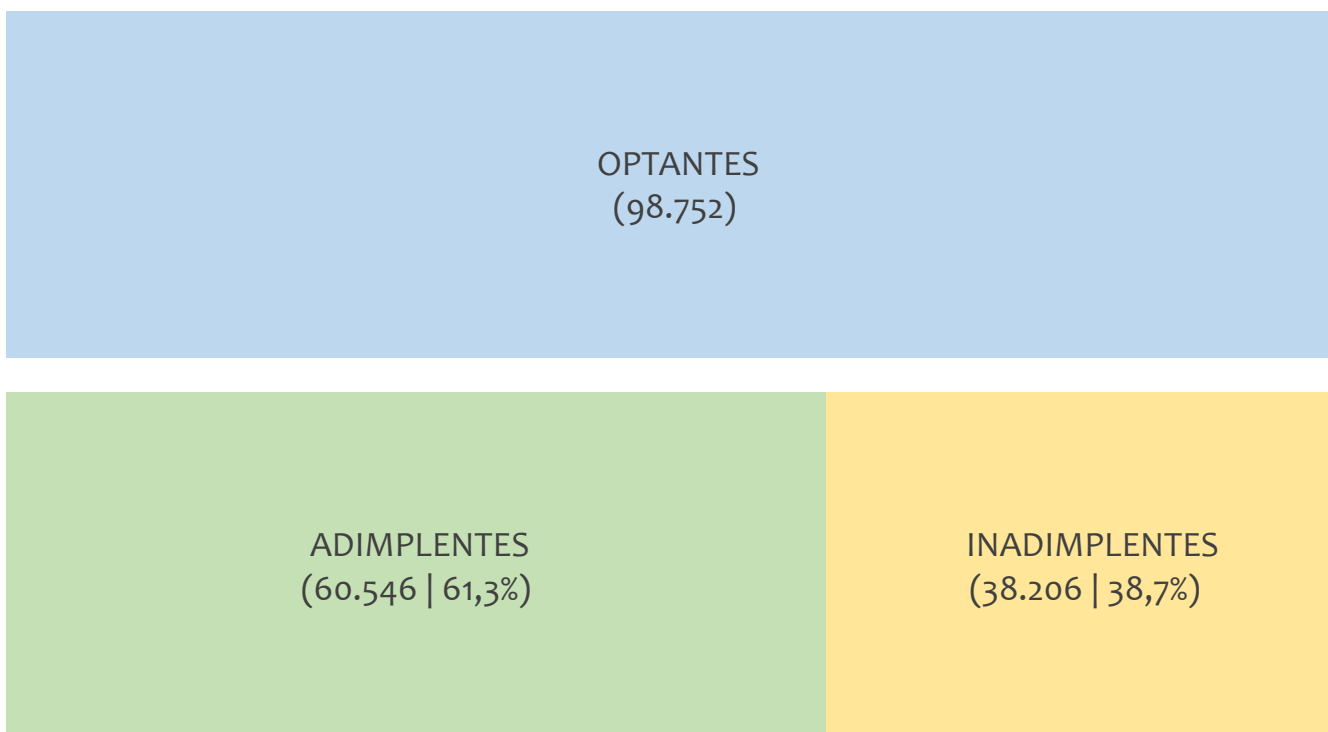 OPTANTES
(98.752)
ADIMPLENTES
(60.546 | 61,3%)
INADIMPLENTES
(38.206 | 38,7%)